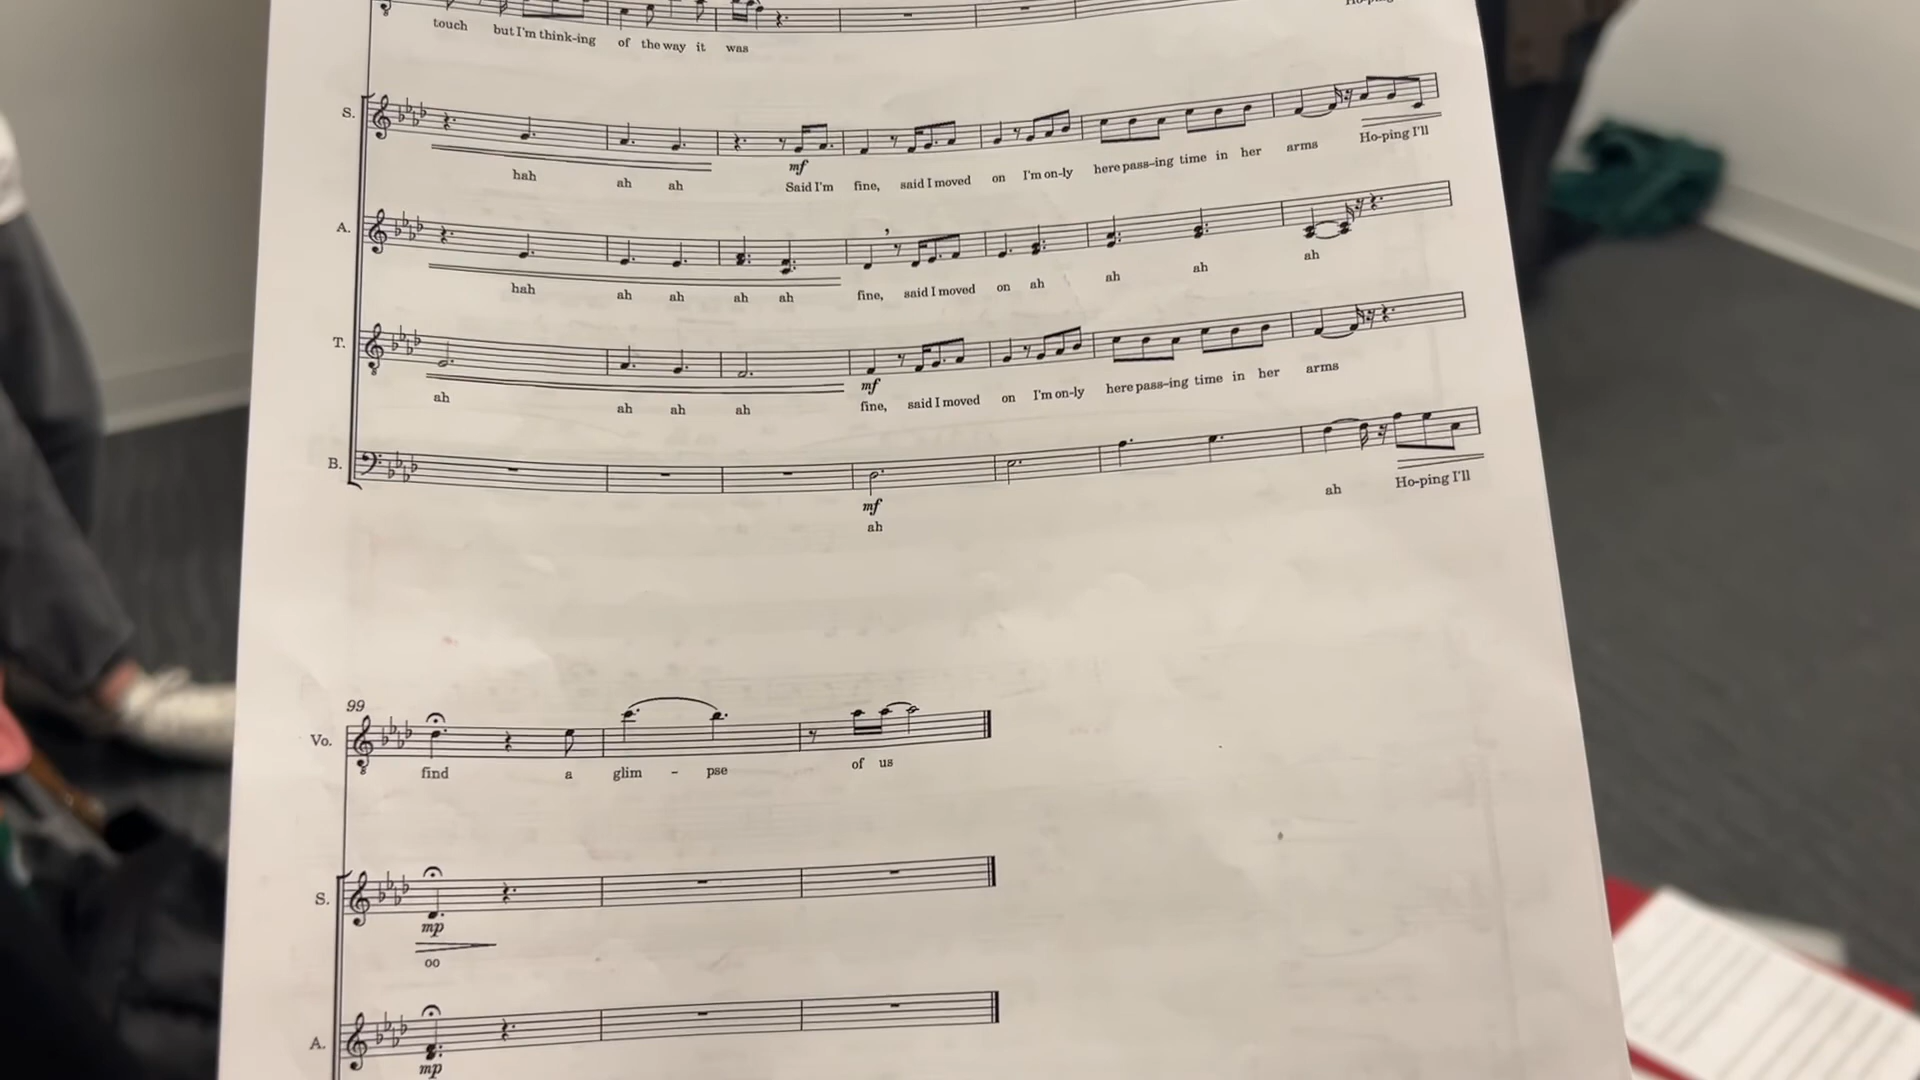 touch but I'm think-ing of the way it was
S.
hah ah ah mf Said I'm fine, said I moved on I'm on-ly here pass-ing time in her arms Ho-ping I'll
A.
hah ah ah ah ah fine, said I moved on ah ah ah ah
T.
ah ah ah ah mf fine, said I moved on I'm on-ly here pass-ing time in her arms
B.
mf
ah ah Ho-ping I'll
99
Vo.
find a glim - pse of us
S.
mp
oo
A.
mp